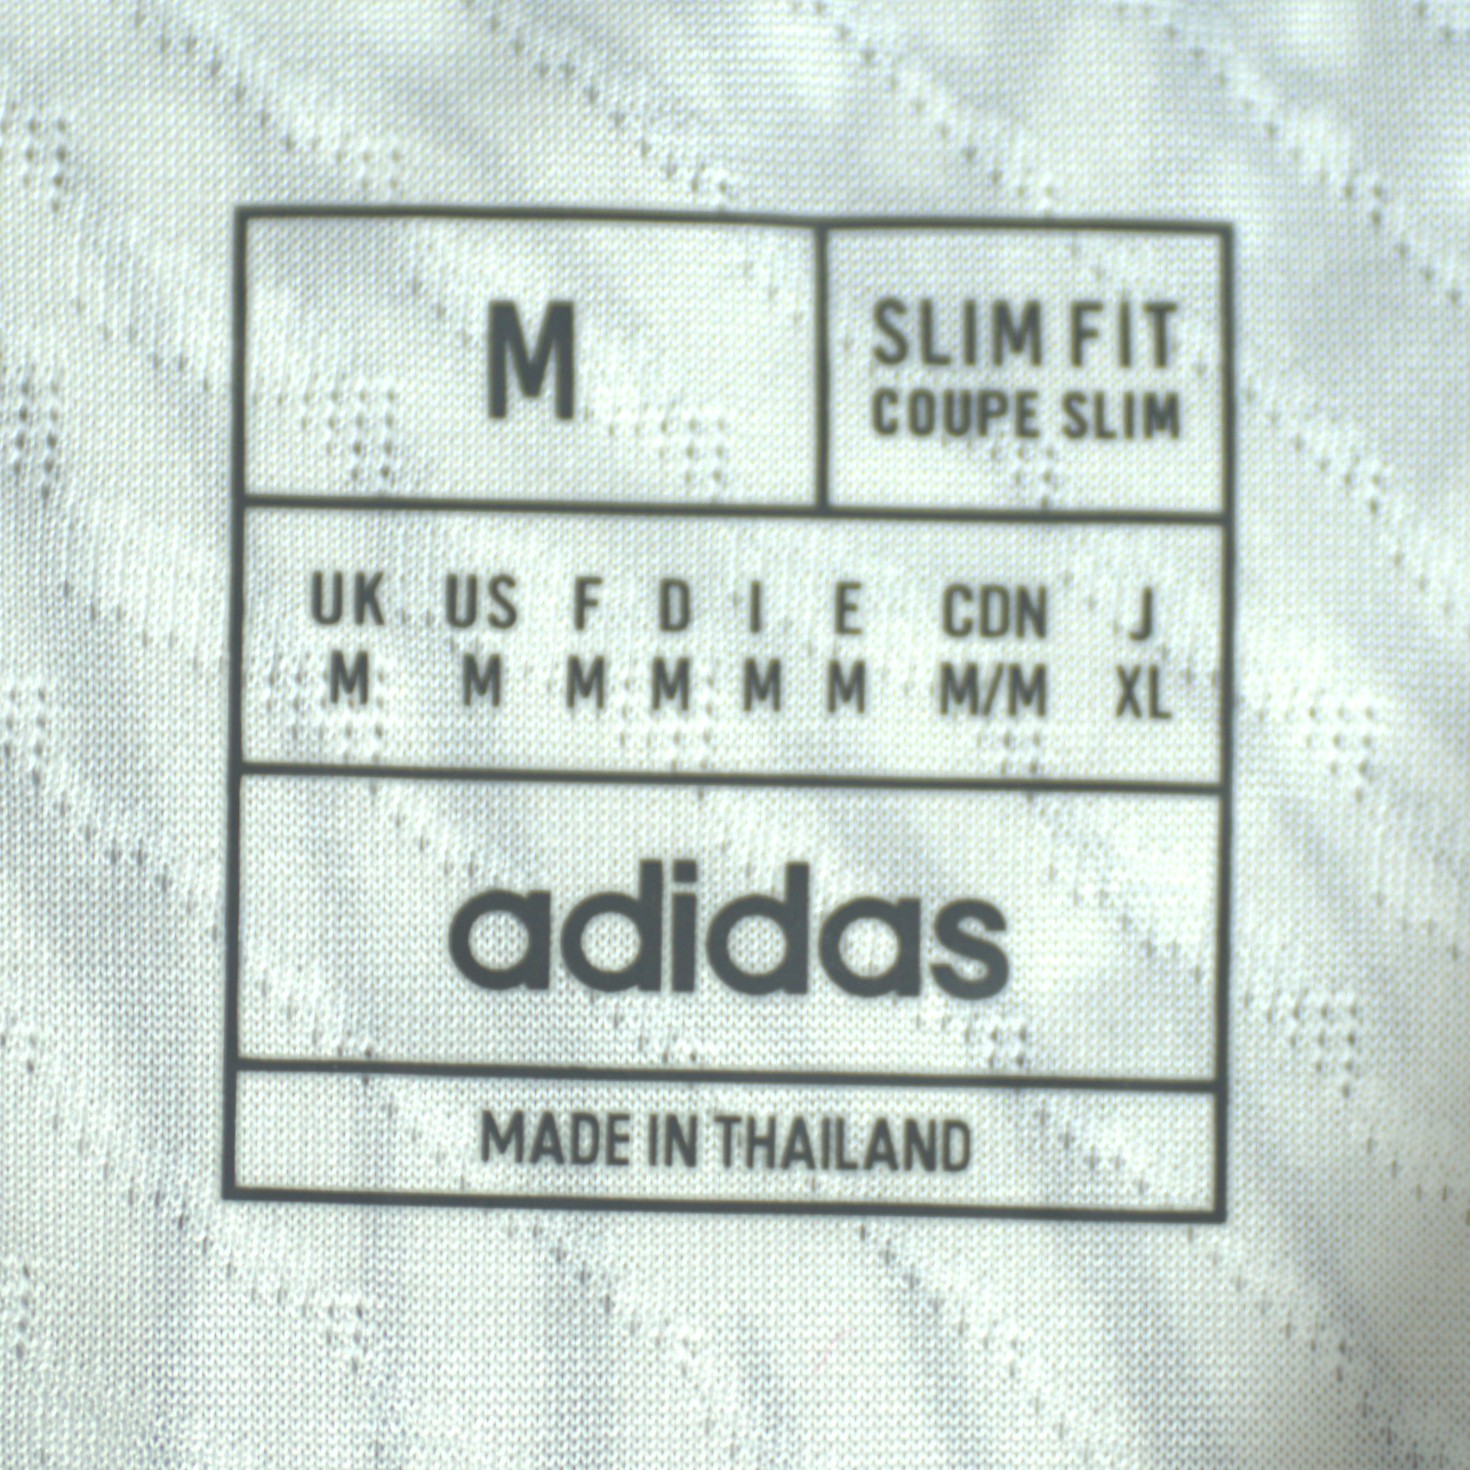 M
SLIM FIT
COUPE SLIM
UK US F D I E CDN J
M M M M M M M/M XL
adidas
MADE IN THAILAND